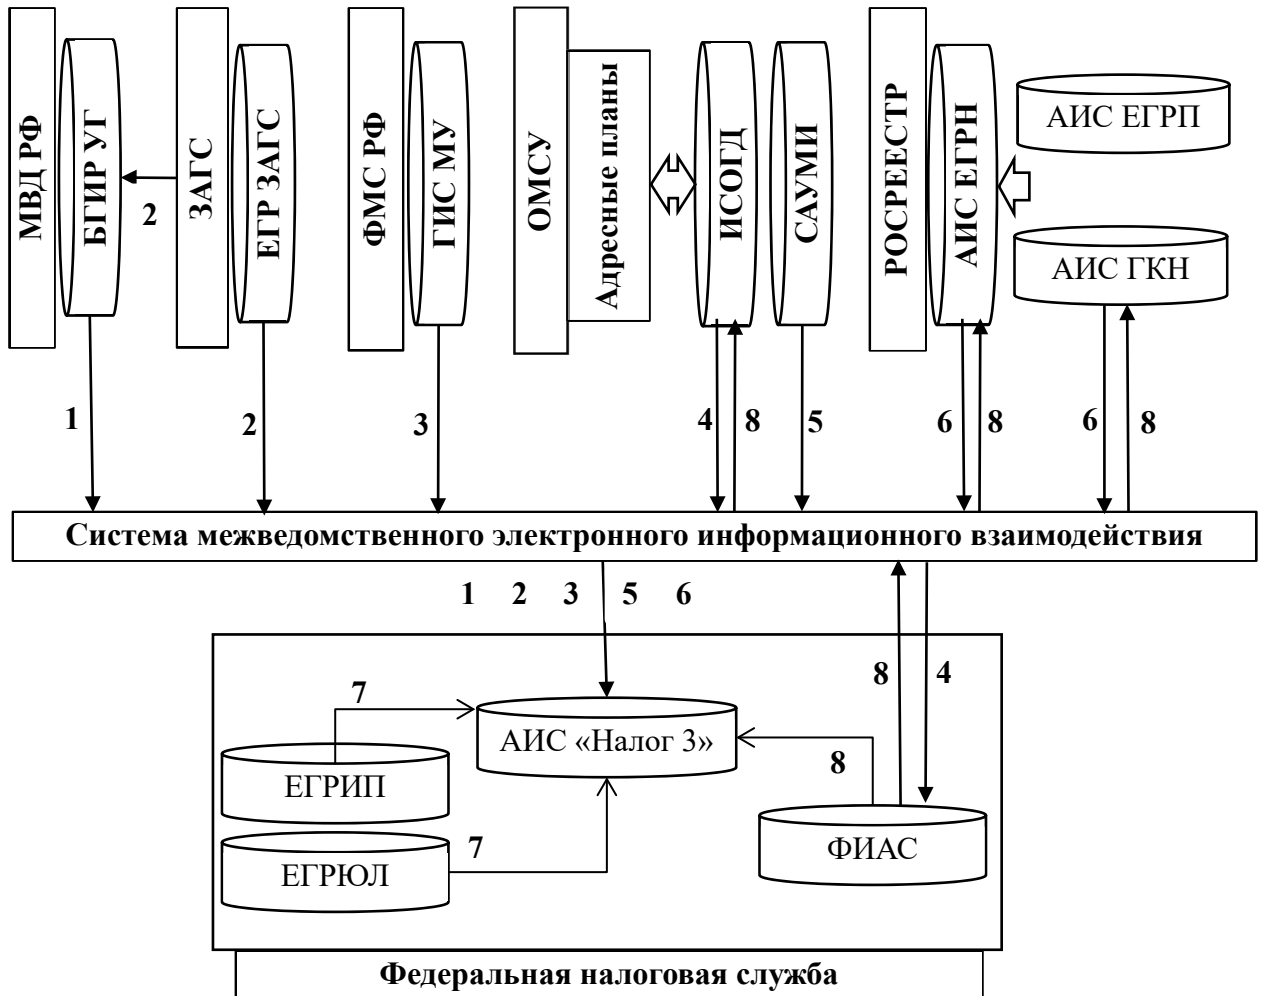 МВД РФ
БГИР УГ
ЗАГС
ЕГР ЗАГС
ФМС РФ
ГИС МУ
ОМСУ
Адресные планы
ИСОГД
САУМИ
РОСРЕЕСТР
АИС ЕГРН
АИС ЕГРП
АИС ГКН
2
1
2
3
4
8
5
6
8
6
8
Система межведомственного электронного информационного взаимодействия
1 2 3 5 6
8
4
7
АИС «Налог 3»
8
ЕГРИП
7
ЕГРЮЛ
ФИАС
Федеральная налоговая служба